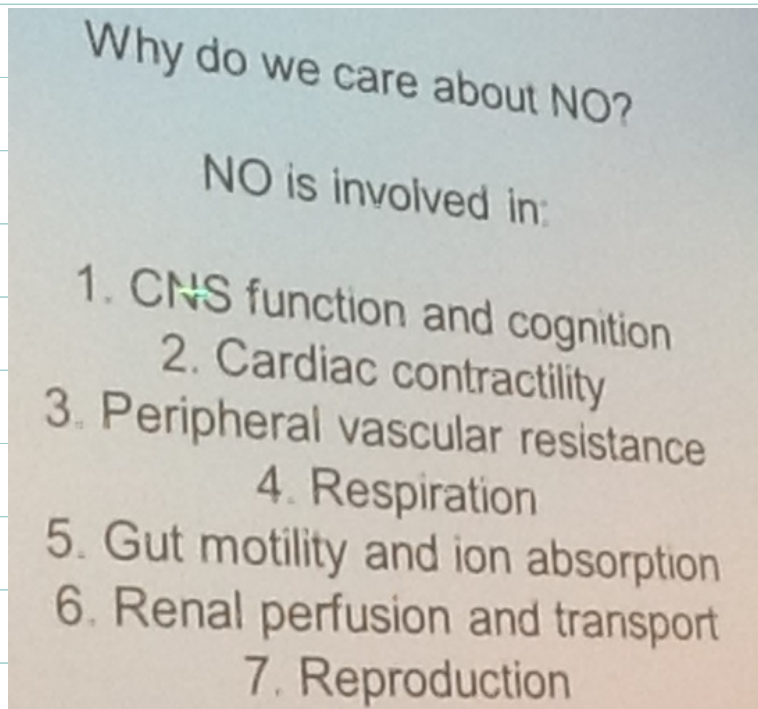 Why do we care about NO?
NO is involved in:
1. CNS function and cognition
2. Cardiac contractility
3. Peripheral vascular resistance
4. Respiration
5. Gut motility and ion absorption
6. Renal perfusion and transport
7. Reproduction